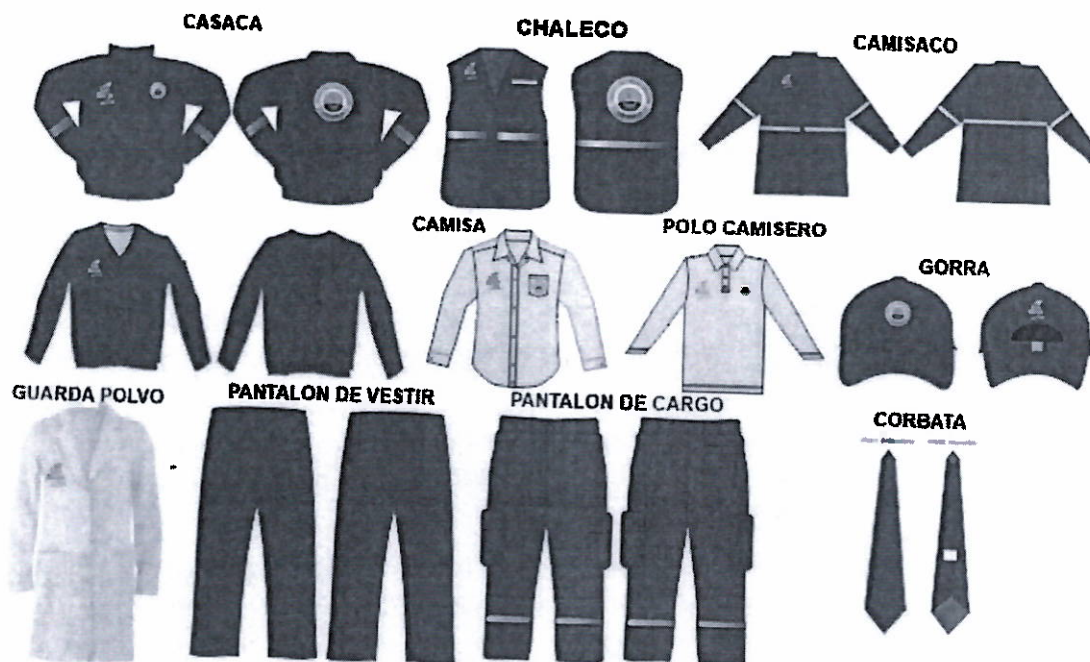 CASACA
CHALECO
CAMISACO
CAMISA
POLO CAMISERO
GORRA
GUARDA POLVO
PANTALON DE VESTIR
PANTALON DE CARGO
CORBATA